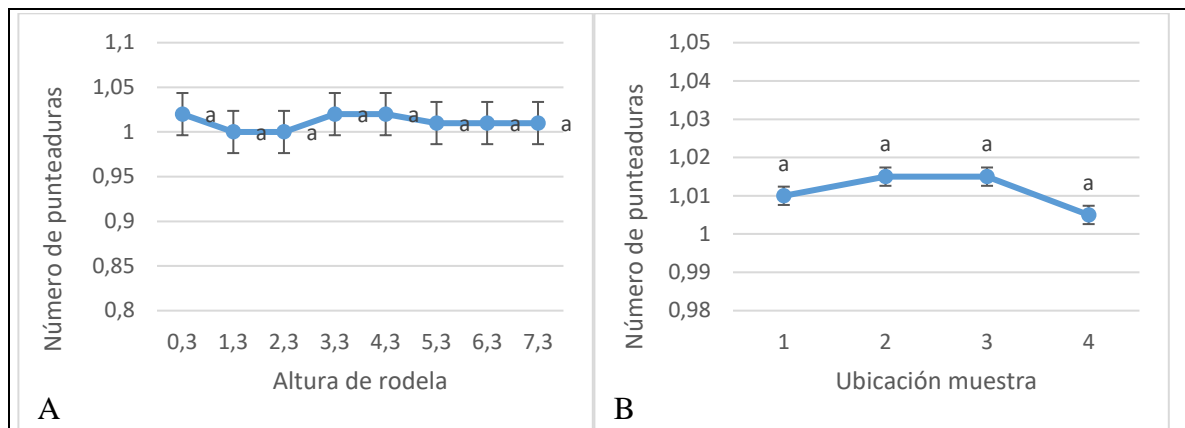 Número de punteaduras
1,1
1,05
1
0,95
0,9
0,85
0,8
a a a a a a a a
0,3 1,3 2,3 3,3 4,3 5,3 6,3 7,3
Altura de rodela
A
Número de punteaduras
1,05
1,04
1,03
1,02
1,01
1
0,99
0,98
a a a a
1 2 3 4
Ubicación muestra
B